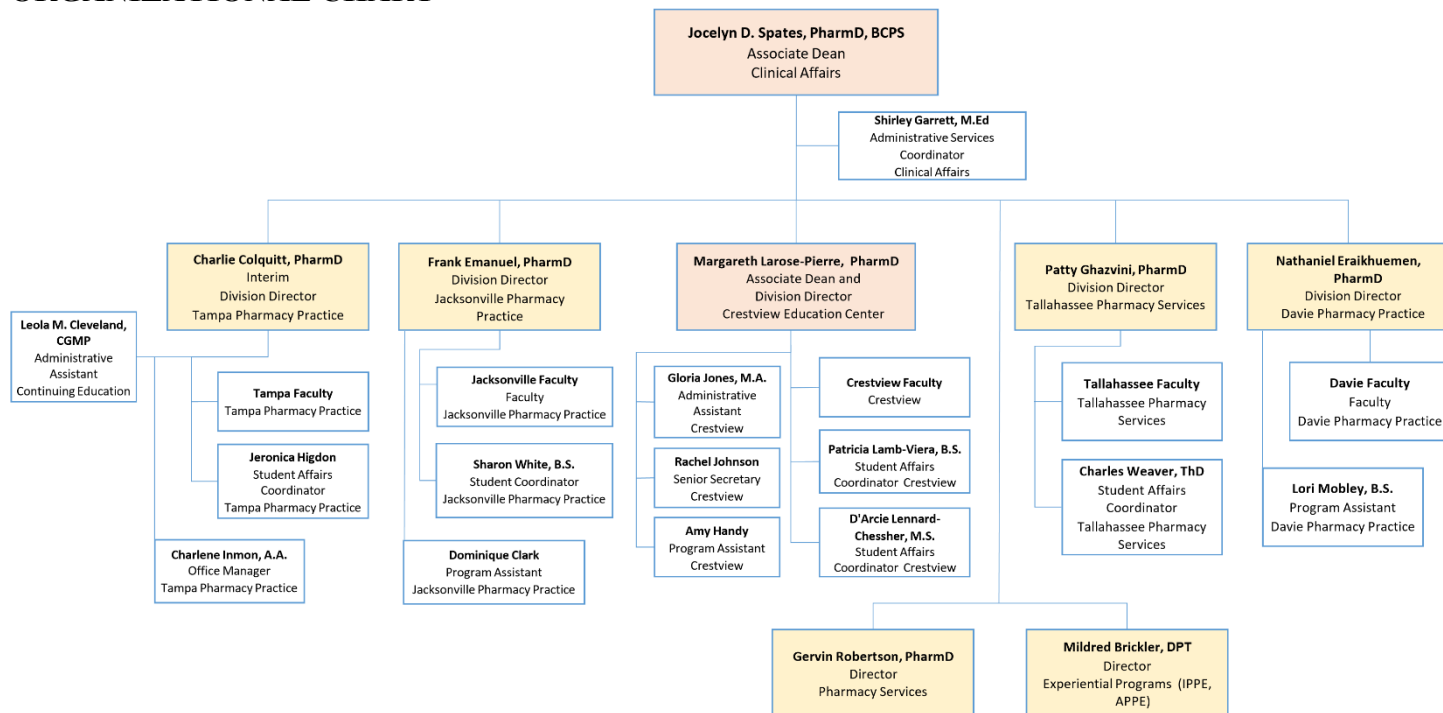 ORGANIZATIONAL CHART
Jocelyn D. Spates, PharmD, BCPS
Associate Dean
Clinical Affairs
Shirley Garrett, M.Ed
Administrative Services
Coordinator
Clinical Affairs
Charlie Colquitt, PharmD
Interim
Division Director
Tampa Pharmacy Practice
Frank Emanuel, PharmD
Division Director
Jacksonville Pharmacy
Practice
Margareth Larose-Pierre, PharmD
Associate Dean and
Division Director
Crestview Education Center
Patty Ghazvini, PharmD
Division Director
Tallahassee Pharmacy Services
Nathaniel Eraikhuemen,
PharmD
Division Director
Davie Pharmacy Practice
Leola M. Cleveland,
CGMP
Administrative
Assistant
Continuing Education
Tampa Faculty
Tampa Pharmacy Practice
Jeronica Higdon
Student Affairs
Coordinator
Tampa Pharmacy Practice
Charlene Inmon, A.A.
Office Manager
Tampa Pharmacy Practice
Jacksonville Faculty
Faculty
Jacksonville Pharmacy Practice
Sharon White, B.S.
Student Coordinator
Jacksonville Pharmacy Practice
Dominique Clark
Program Assistant
Jacksonville Pharmacy Practice
Gloria Jones, M.A.
Administrative
Assistant
Crestview
Rachel Johnson
Senior Secretary
Crestview
Amy Handy
Program Assistant
Crestview
Crestview Faculty
Crestview
Patricia Lamb-Viera, B.S.
Student Affairs
Coordinator Crestview
D'Arcie Lennard-
Chessher, M.S.
Student Affairs
Coordinator Crestview
Tallahassee Faculty
Tallahassee Pharmacy
Services
Charles Weaver, ThD
Student Affairs
Coordinator
Tallahassee Pharmacy
Services
Davie Faculty
Faculty
Davie Pharmacy Practice
Lori Mobley, B.S.
Program Assistant
Davie Pharmacy Practice
Gervin Robertson, PharmD
Director
Pharmacy Services
Mildred Brickler, DPT
Director
Experiential Programs (IPPE,
APPE)